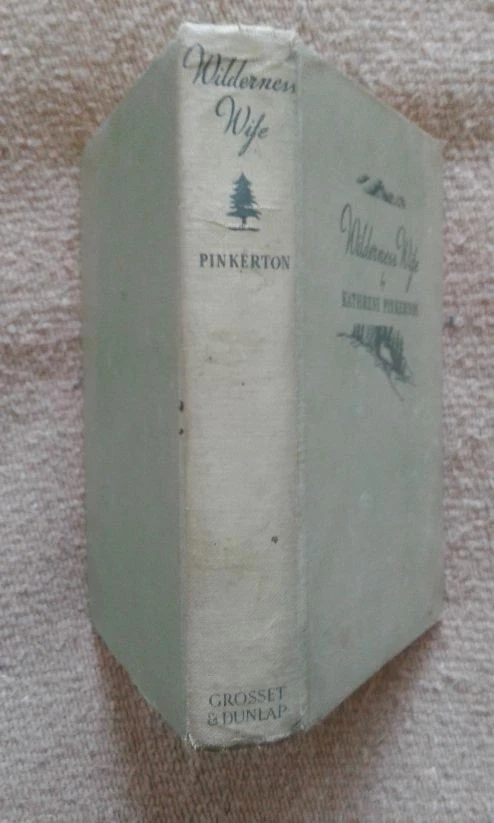 Wilderness
Wife
PINKERTON
GROSSET
& DUNLAP
Wilderness Wife
by
KATHRENE PINKERTON